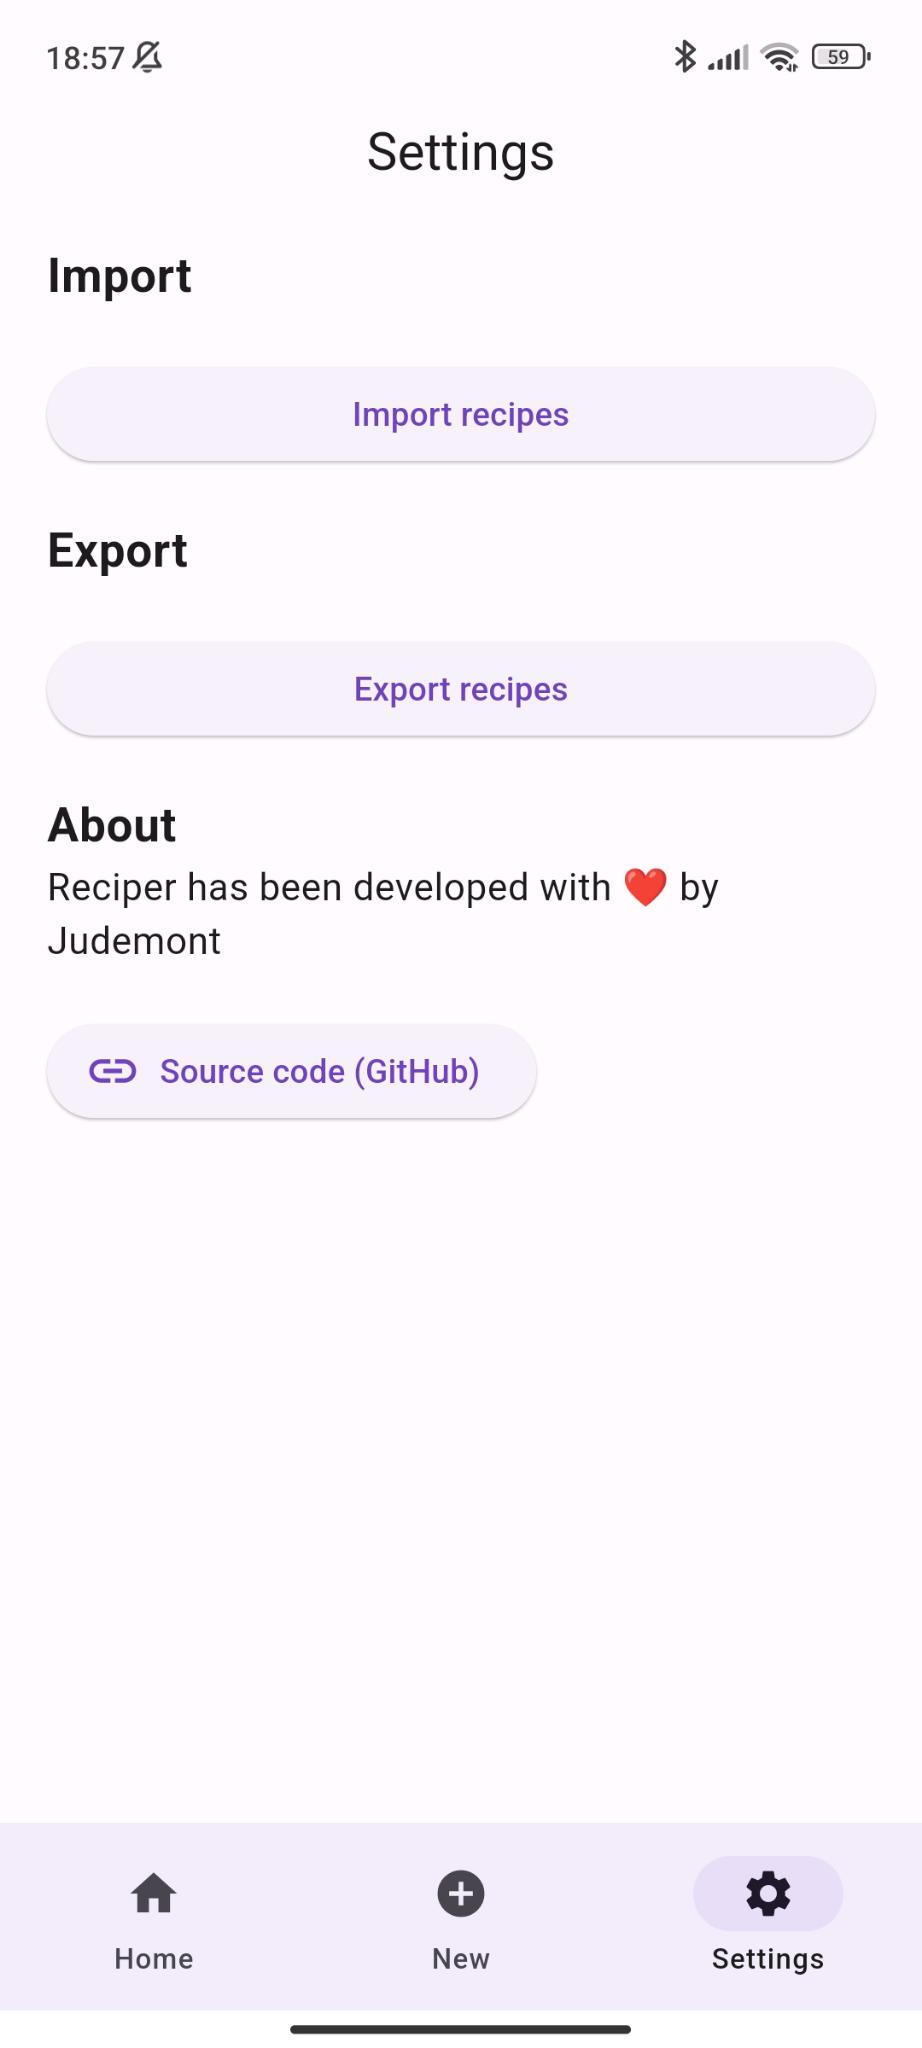 18:57
59
Settings
Import
Import recipes
Export
Export recipes
About
Reciper has been developed with ❤️ by
Judemont
Source code (GitHub)
Home
New
Settings